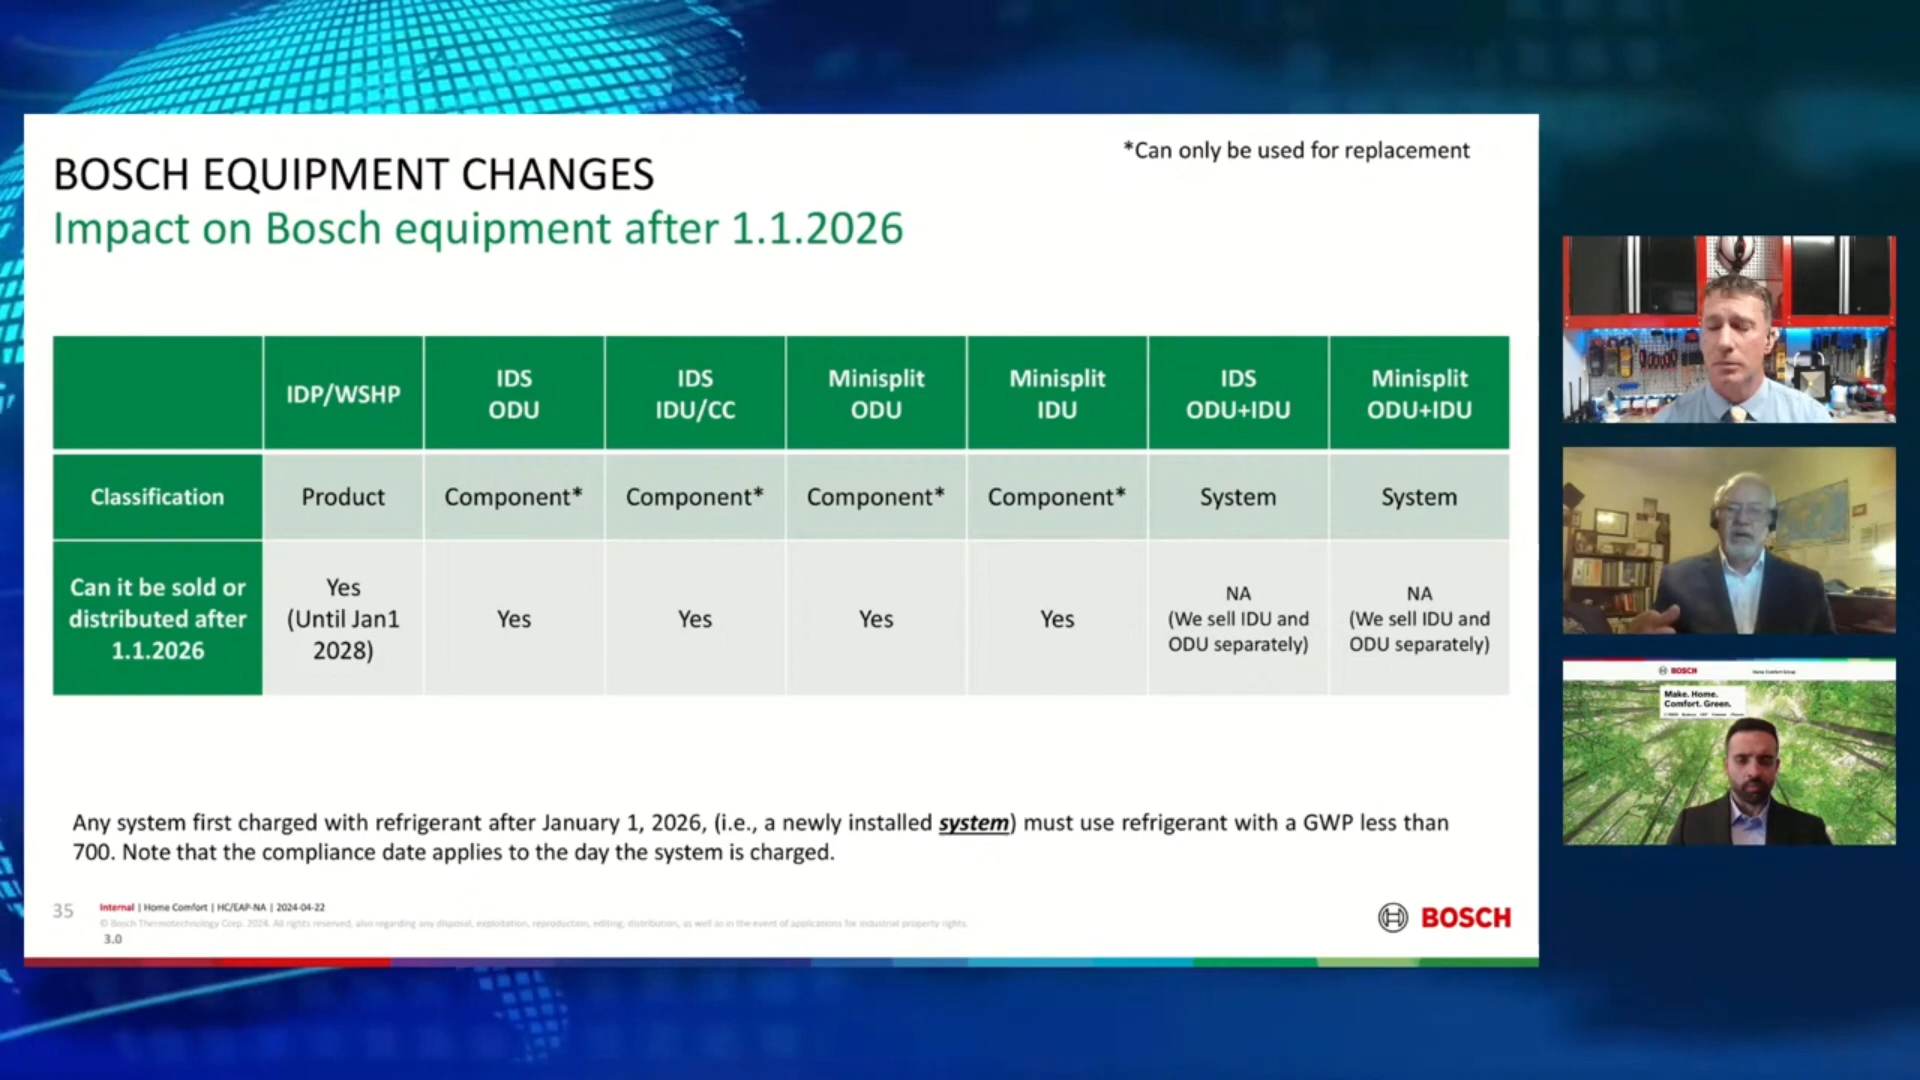 *Can only be used for replacement
BOSCH EQUIPMENT CHANGES
Impact on Bosch equipment after 1.1.2026
IDP/WSHP
IDS
ODU
IDS
IDU/CC
Minisplit
ODU
Minisplit
IDU
IDS
ODU+IDU
Minisplit
ODU+IDU
Classification
Product
Component*
Component*
Component*
Component*
System
System
Can it be sold or
distributed after
1.1.2026
Yes
(Until Jan1
2028)
Yes
Yes
Yes
Yes
NA
(We sell IDU and
ODU separately)
NA
(We sell IDU and
ODU separately)
Any system first charged with refrigerant after January 1, 2026, (i.e., a newly installed system) must use refrigerant with a GWP less than
700. Note that the compliance date applies to the day the system is charged.
35
Internal | Home Comfort | HC/EAP-NA | 2024-04-22
© Bosch Thermotechnology Corp. 2024. All rights reserved, also regarding any disposal, exploitation, reproduction, editing, distribution, as well as in the event of applications for industrial property rights.
3.0
BOSCH
BOSCH
Home Comfort Group
Make. Home.
Comfort. Green.